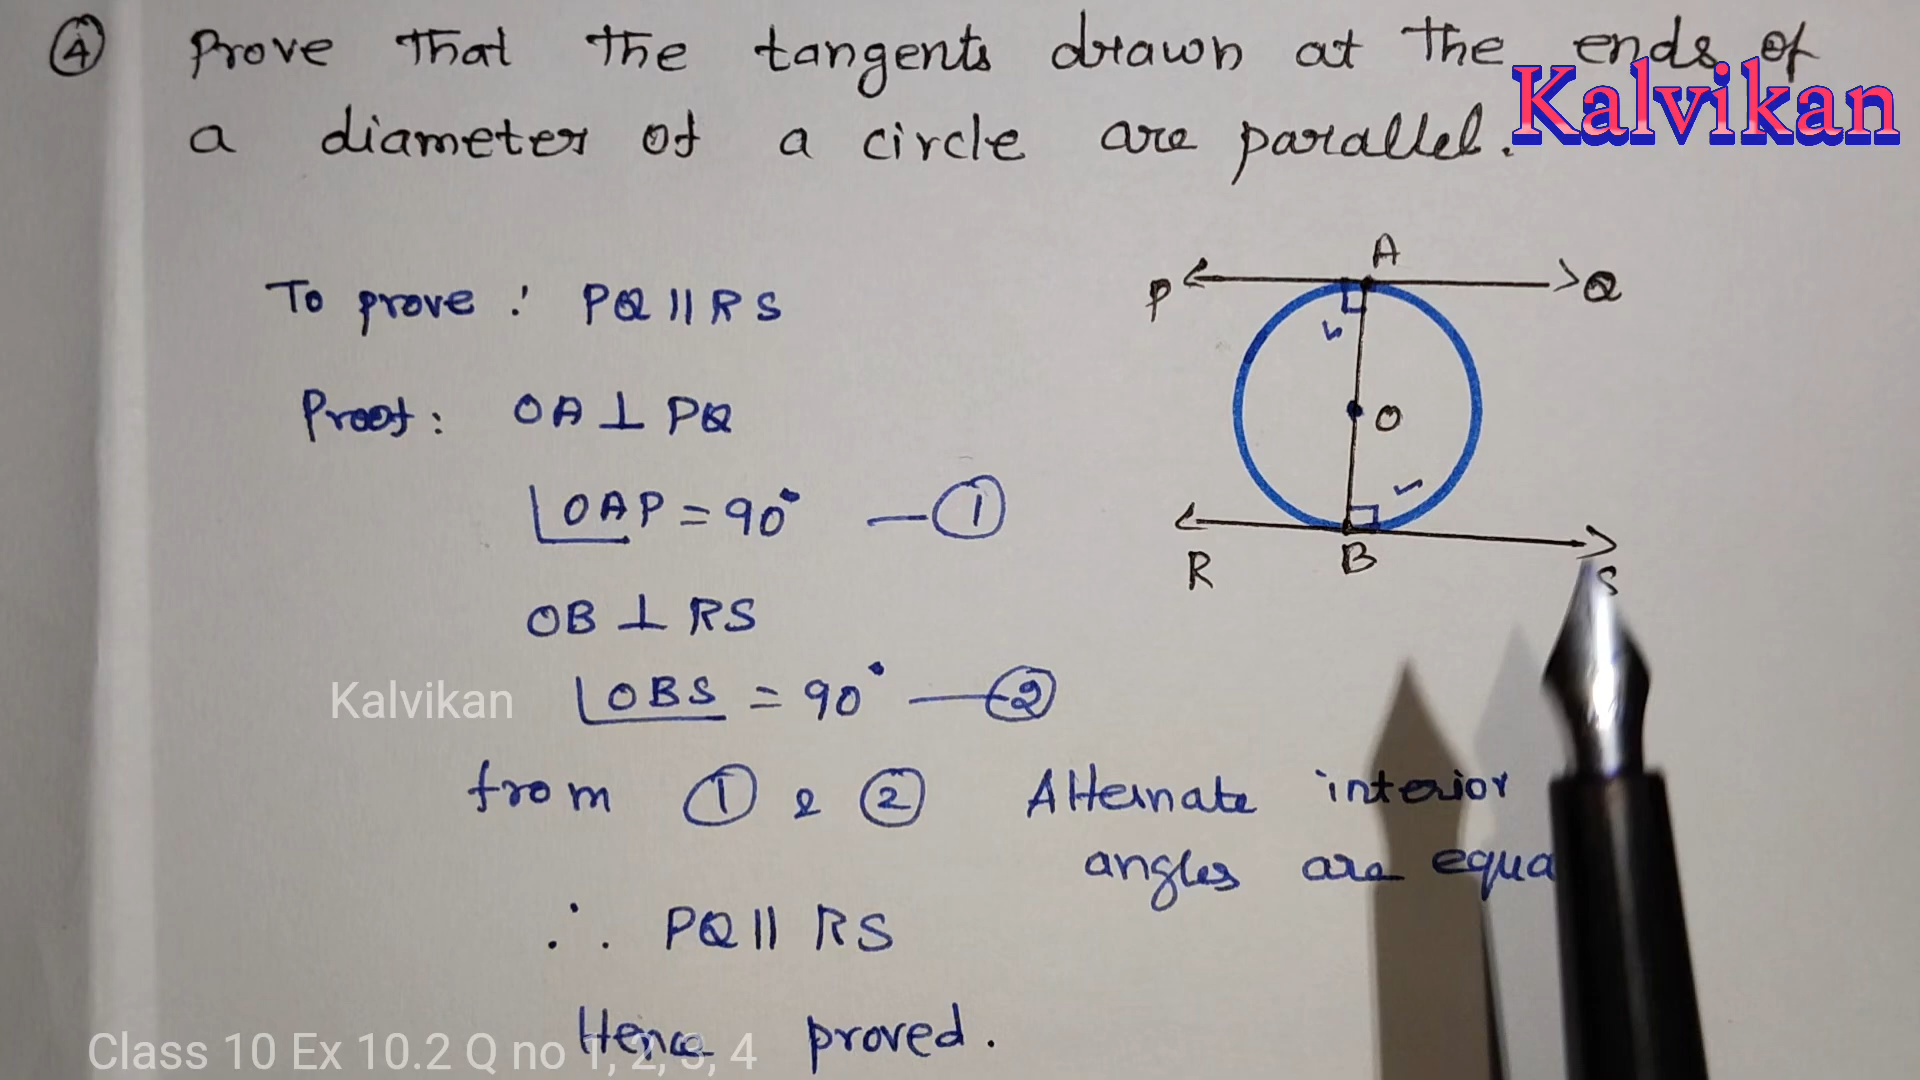 ④ Prove that the tangents drawn at the ends of
a diameter of a circle are parallel.
Kalvikan
To prove : PQ || RS
Proof : OA ⊥ PQ
∠OAP = 90° — ①
OB ⊥ RS
∠OBS = 90° — ②
from ① & ② Alternate interior
angles are equa
∴ PQ || RS
Hence proved.
A
P
Q
O
R
B
S
Kalvikan
Class 10 Ex 10.2 Q no 1, 2, 3, 4